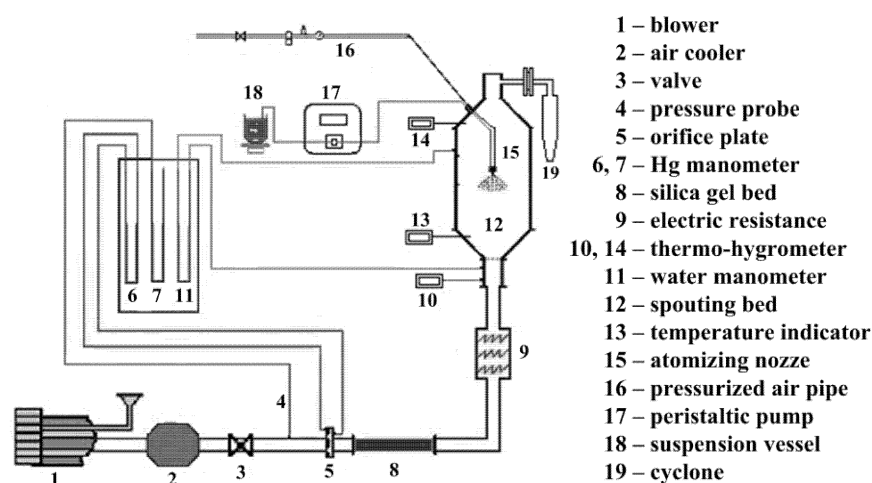 1 – blower
2 – air cooler
3 – valve
4 – pressure probe
5 – orifice plate
6, 7 – Hg manometer
8 – silica gel bed
9 – electric resistance
10, 14 – thermo-hygrometer
11 – water manometer
12 – spouting bed
13 – temperature indicator
15 – atomizing nozze
16 – pressurized air pipe
17 – peristaltic pump
18 – suspension vessel
19 – cyclone
16
18
17
14
15
19
13
12
10
6
7
11
9
4
1
2
3
5
8